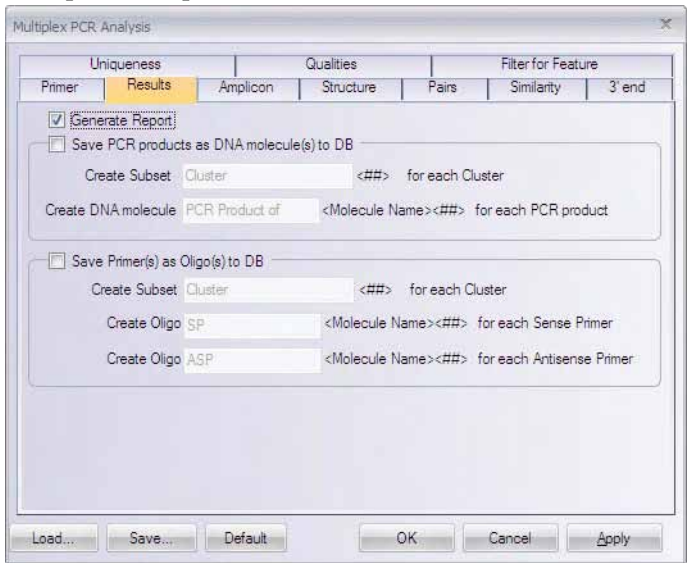 Multiplex PCR Analysis
Uniqueness Qualities Filter for Feature
Primer Results Amplicon Structure Pairs Similarity 3' end
Generate Report
Save PCR products as DNA molecule(s) to DB
Create Subset Cluster <##> for each Cluster
Create DNA molecule PCR Product of <Molecule Name><##> for each PCR product
Save Primer(s) as Oligo(s) to DB
Create Subset Cluster <##> for each Cluster
Create Oligo SP <Molecule Name><##> for each Sense Primer
Create Oligo ASP <Molecule Name><##> for each Antisense Primer
Load... Save... Default OK Cancel Apply